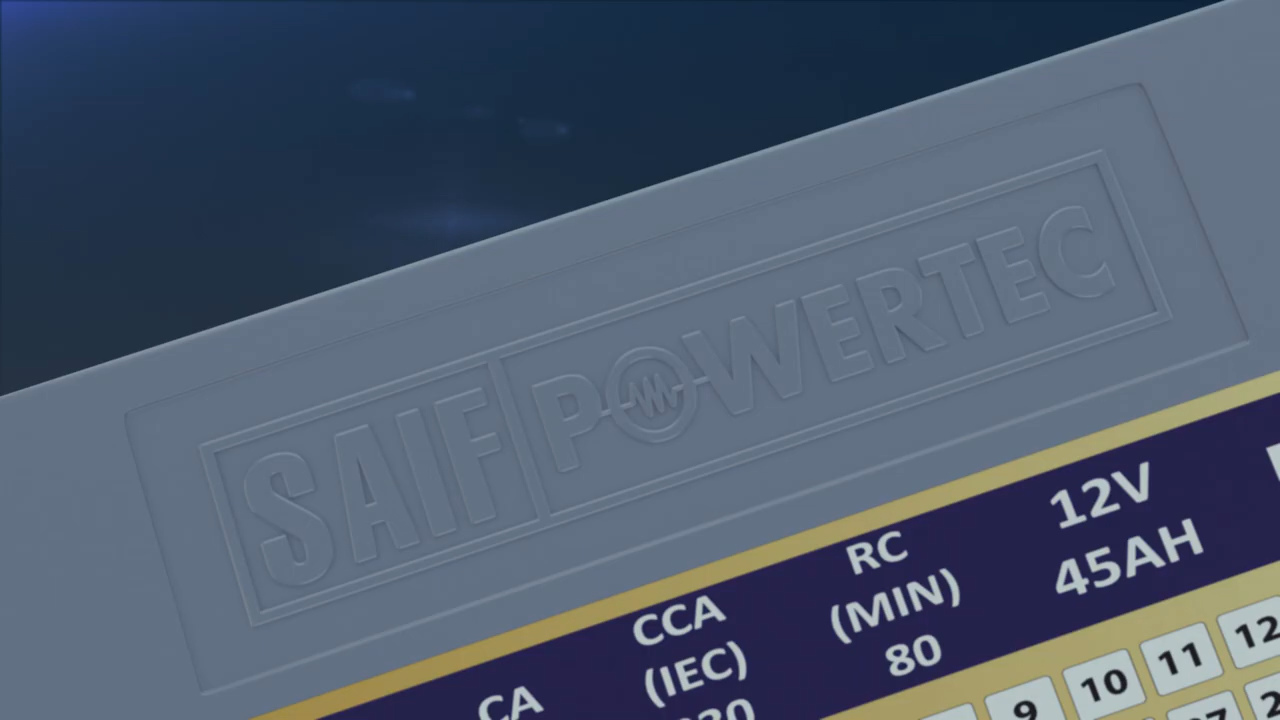 SAIF POWERTEC
12V
45AH
RC
(MIN)
80
CCA
(IEC)
CA
9 10 11 12